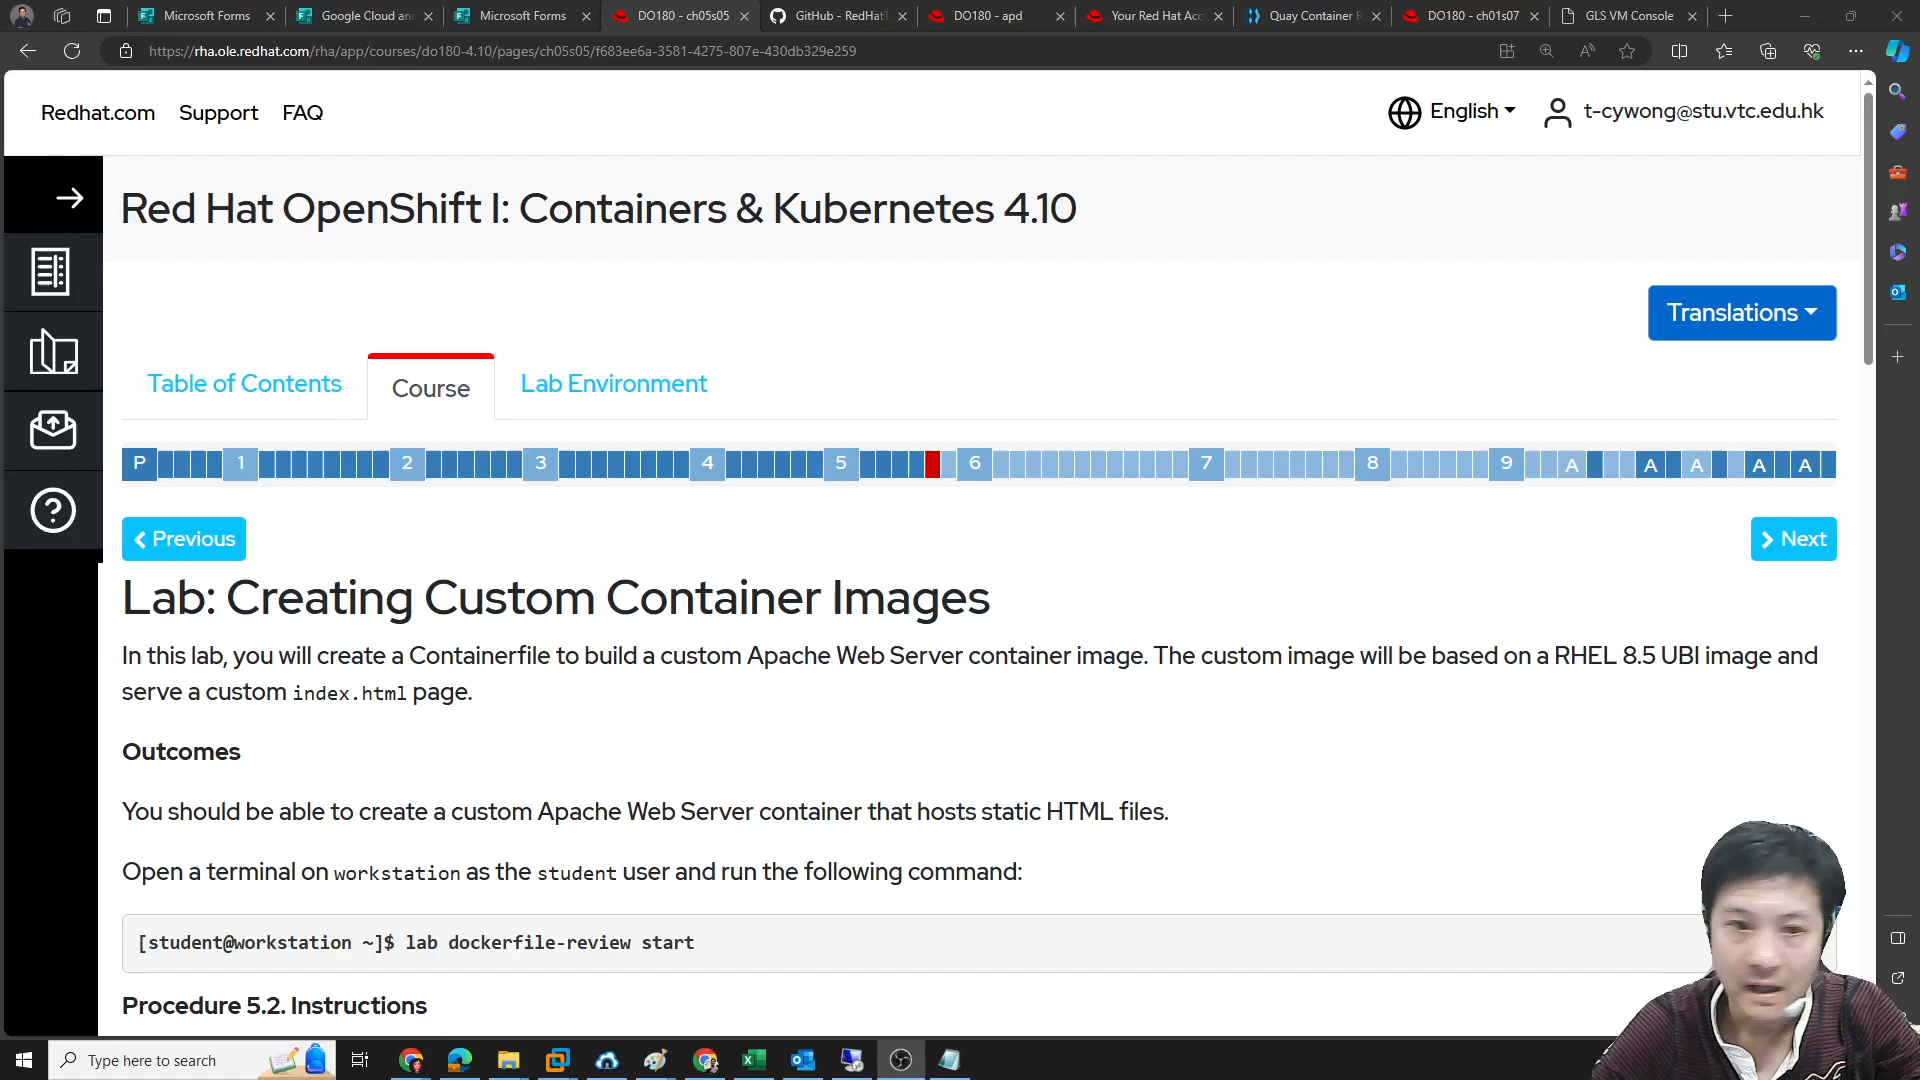 Microsoft Forms
Google Cloud and
Microsoft Forms
DO180 - ch05s05
GitHub - RedHatT
DO180 - apd
Your Red Hat Acc
Quay Container R
DO180 - ch01s07
GLS VM Console
https://rha.ole.redhat.com/rha/app/courses/do180-4.10/pages/ch05s05/f683ee6a-3581-4275-807e-430db329e259
Redhat.com Support FAQ
English
t-cywong@stu.vtc.edu.hk
Red Hat OpenShift I: Containers & Kubernetes 4.10
Translations
Table of Contents
Course
Lab Environment
P 1 2 3 4 5 6 7 8 9 A A A A A
Previous
Next
Lab: Creating Custom Container Images
In this lab, you will create a Containerfile to build a custom Apache Web Server container image. The custom image will be based on a RHEL 8.5 UBI image and
serve a custom index.html page.
Outcomes
You should be able to create a custom Apache Web Server container that hosts static HTML files.
Open a terminal on workstation as the student user and run the following command:
[student@workstation ~]$ lab dockerfile-review start
Procedure 5.2. Instructions
Type here to search